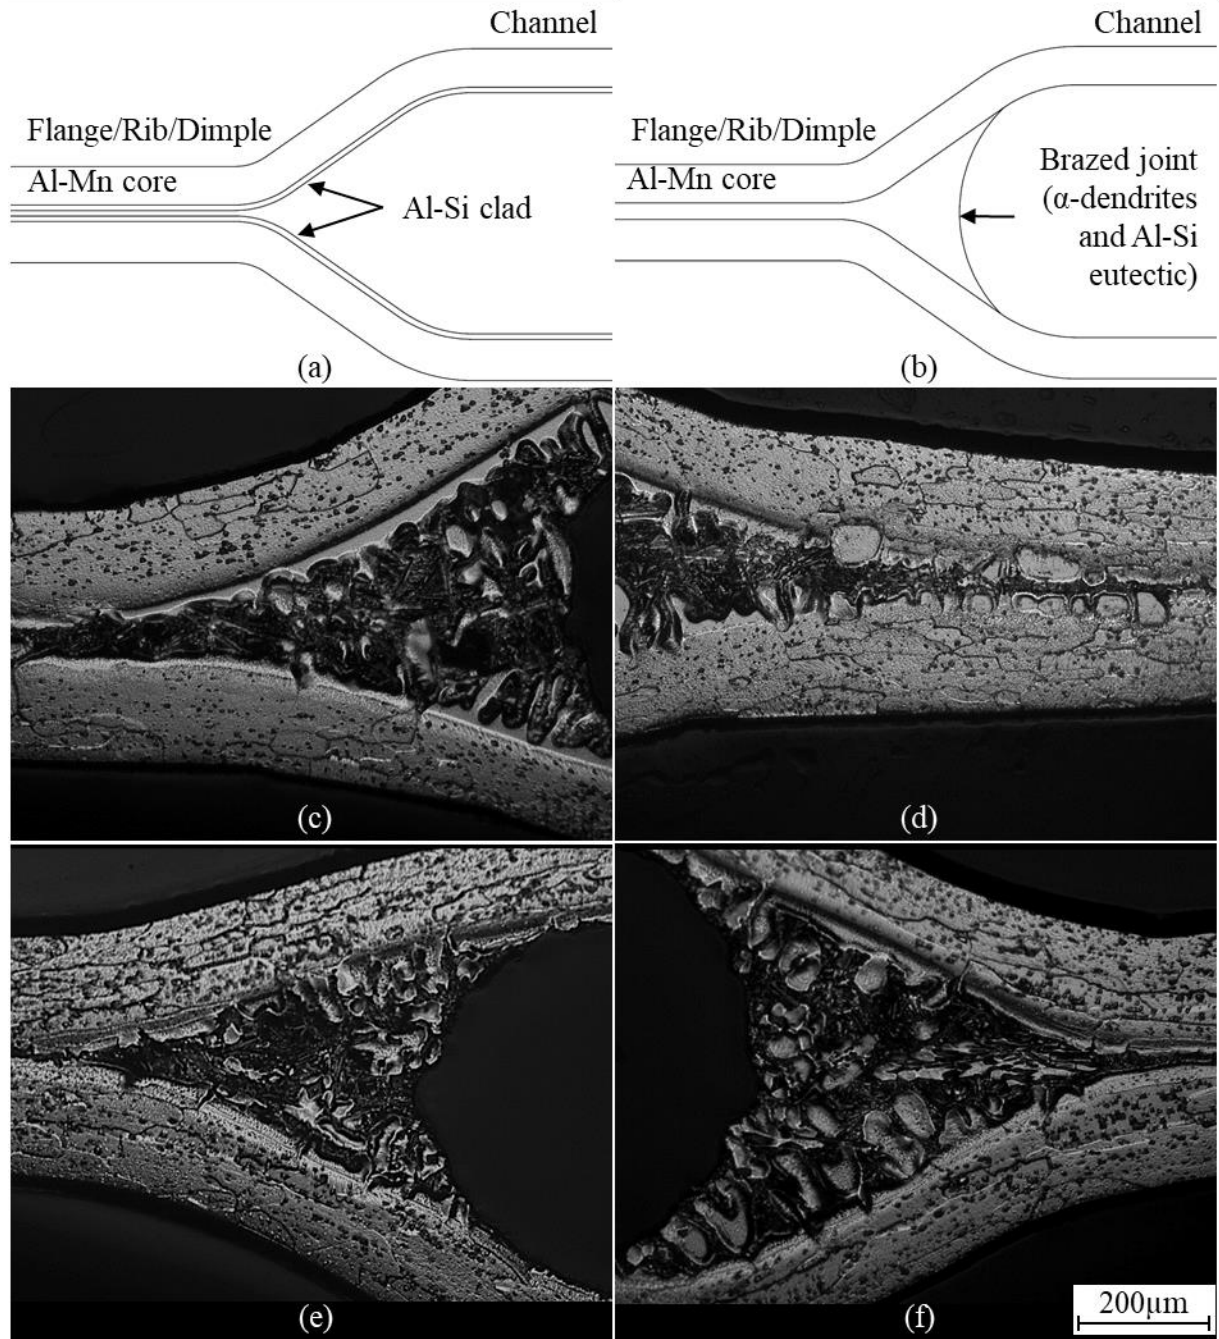 Channel
Flange/Rib/Dimple
Al-Mn core
Al-Si clad
(a)
Channel
Flange/Rib/Dimple
Al-Mn core
Brazed joint
(α-dendrites
and Al-Si
eutectic)
(b)
(c)
(d)
(e)
(f)
200μm